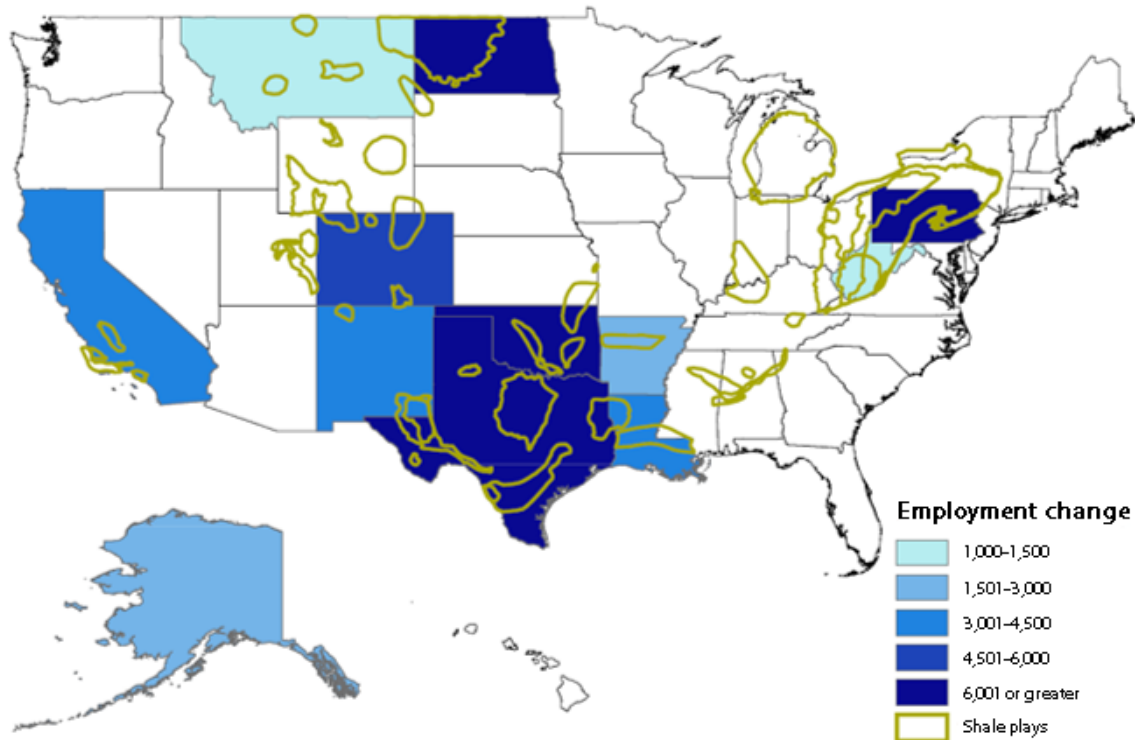 Employment change
1,000–1,500
1,501–3,000
3,001–4,500
4,501–6,000
6,001 or greater
Shale plays